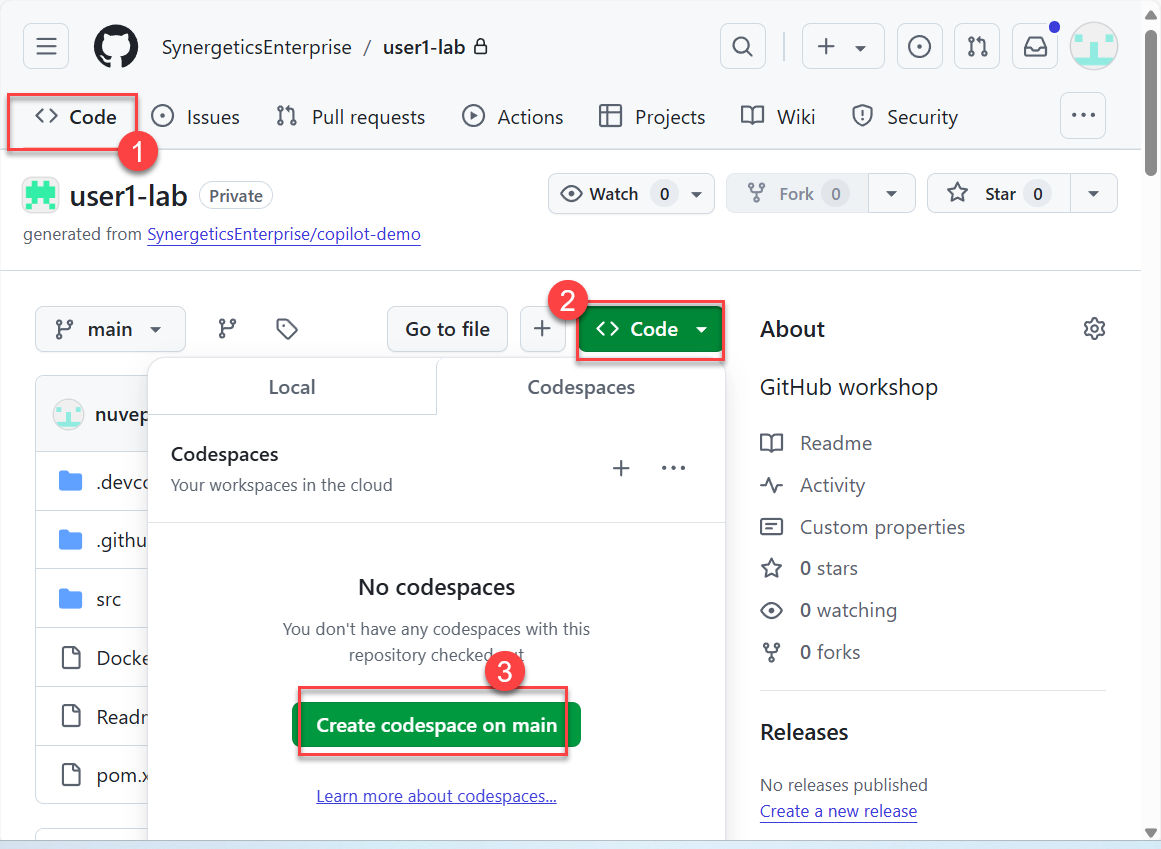 SynergeticsEnterprise / user1-lab
Code Issues Pull requests Actions Projects Wiki Security
1
user1-lab Private
Watch 0 Fork 0 Star 0
generated from SynergeticsEnterprise/copilot-demo
2
main Go to file Code
About
GitHub workshop
Local Codespaces
nuvep
Codespaces
Your workspaces in the cloud
.devco
.githu
src
Docke
Readm
pom.x
No codespaces
You don't have any codespaces with this
repository checked
3
Create codespace on main
Learn more about codespaces...
Readme
Activity
Custom properties
0 stars
0 watching
0 forks
Releases
No releases published
Create a new release